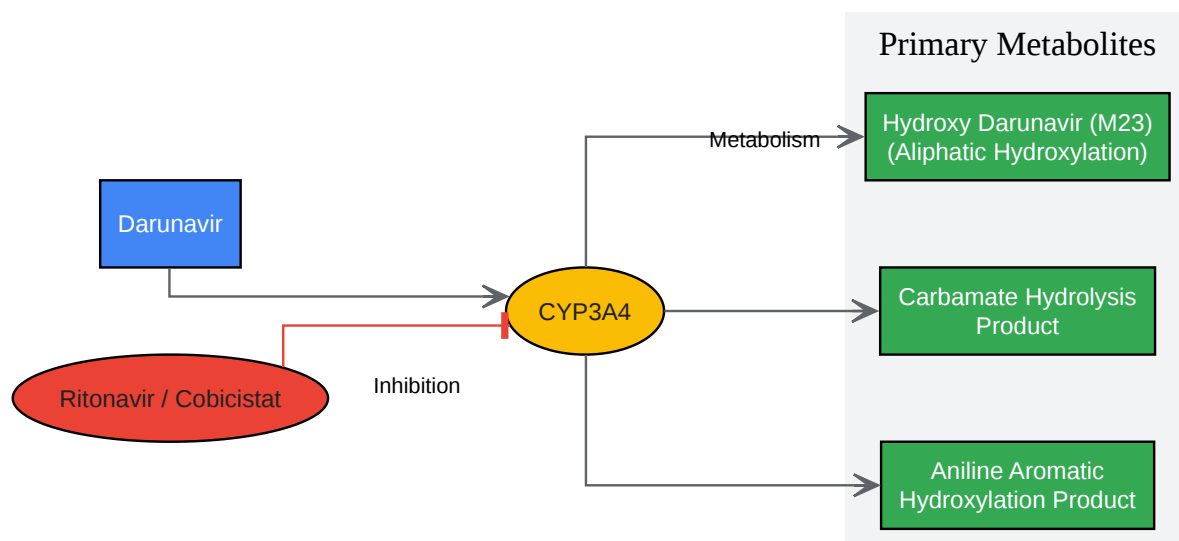 Primary Metabolites
Hydroxy Darunavir (M23)
(Aliphatic Hydroxylation)
Metabolism
Darunavir
Carbamate Hydrolysis
Product
CYP3A4
Inhibition
Ritonavir / Cobicistat
Aniline Aromatic
Hydroxylation Product